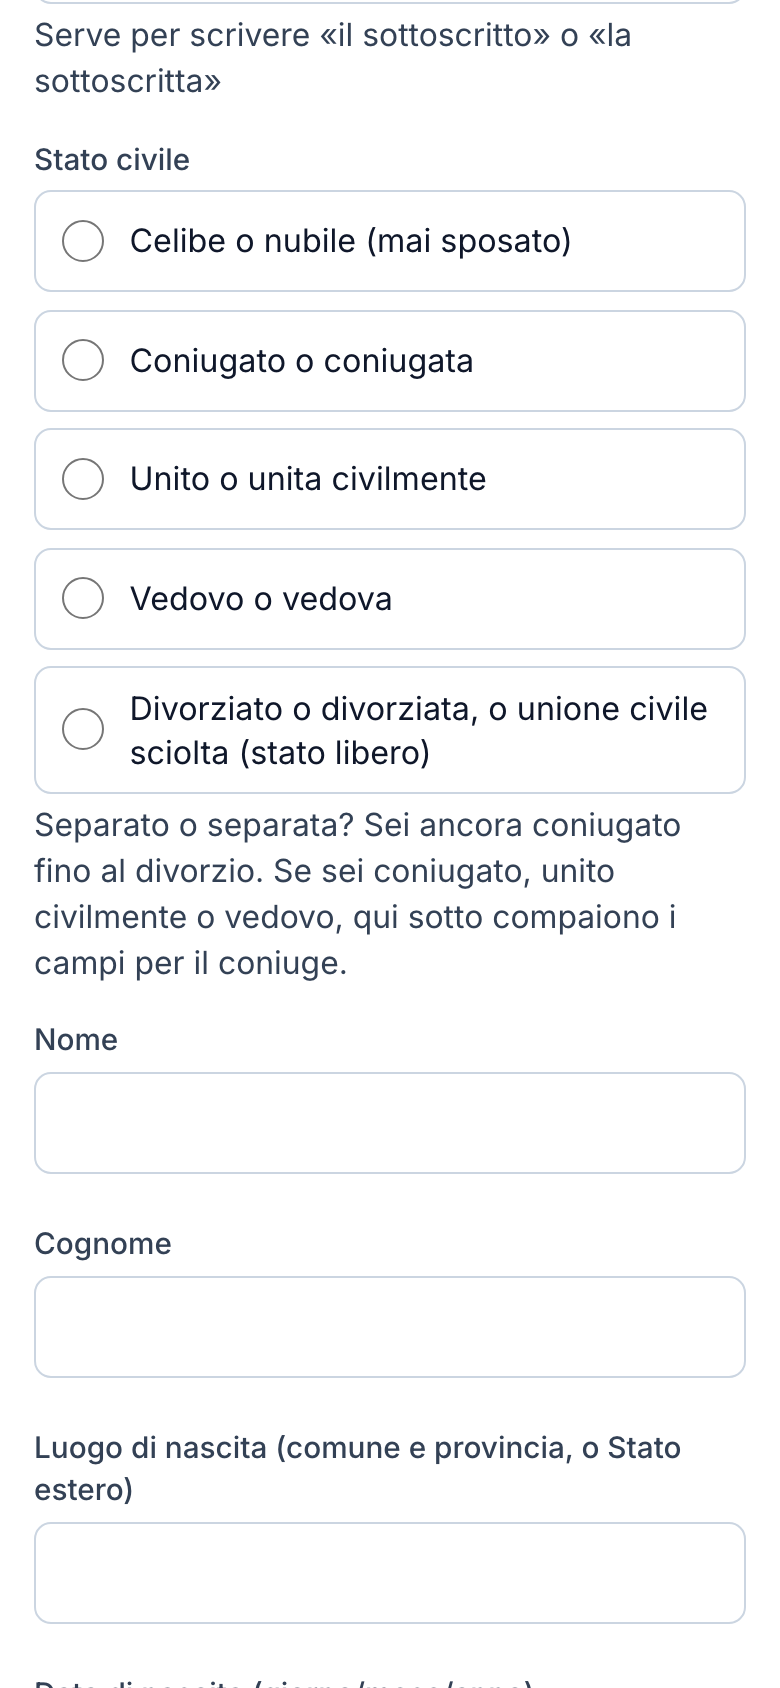 Serve per scrivere «il sottoscritto» o «la
sottoscritta»
Stato civile
Celibe o nubile (mai sposato)
Coniugato o coniugata
Unito o unita civilmente
Vedovo o vedova
Divorziato o divorziata, o unione civile
sciolta (stato libero)
Separato o separata? Sei ancora coniugato
fino al divorzio. Se sei coniugato, unito
civilmente o vedovo, qui sotto compaiono i
campi per il coniuge.
Nome
Cognome
Luogo di nascita (comune e provincia, o Stato
estero)